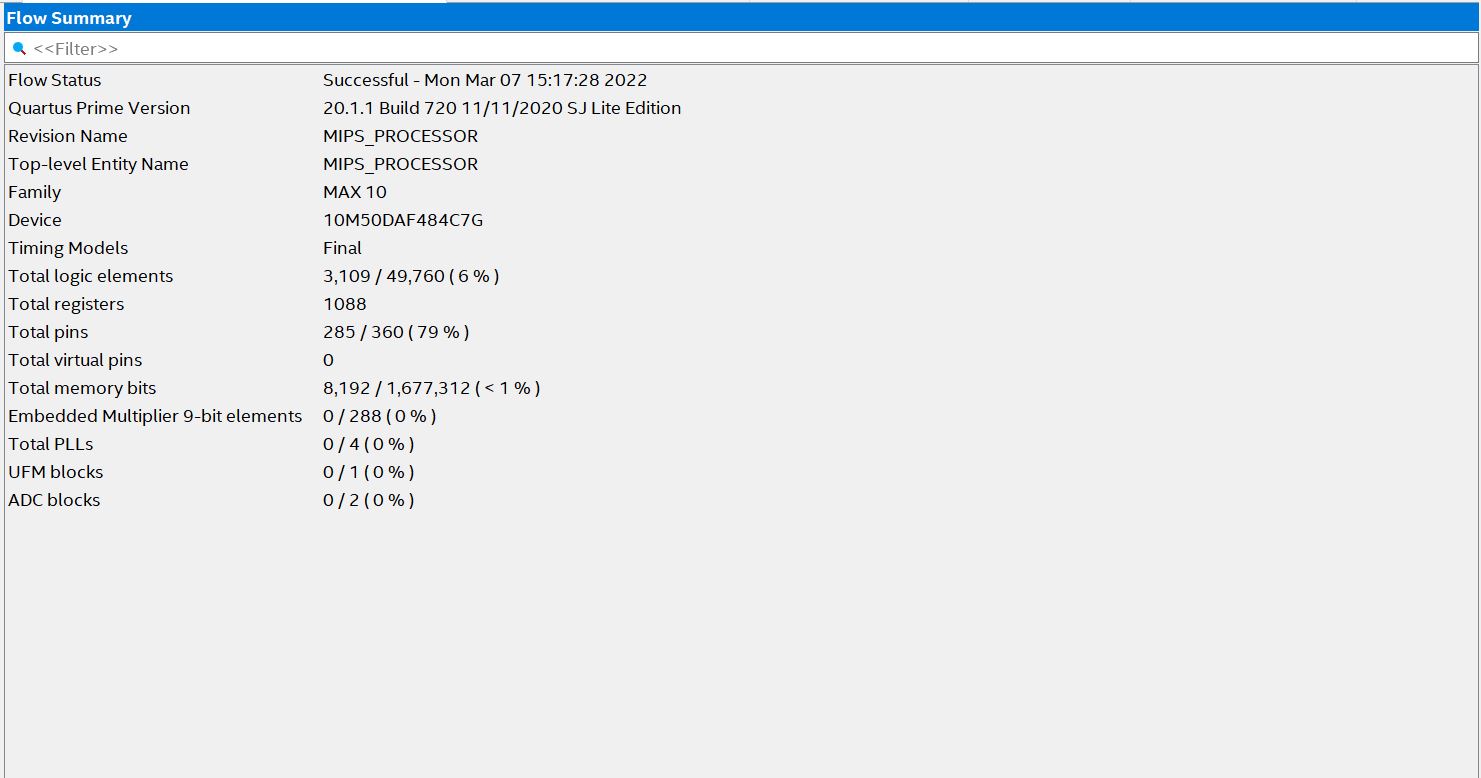 Flow Summary
<<Filter>>
Flow Status Successful - Mon Mar 07 15:17:28 2022
Quartus Prime Version 20.1.1 Build 720 11/11/2020 SJ Lite Edition
Revision Name MIPS_PROCESSOR
Top-level Entity Name MIPS_PROCESSOR
Family MAX 10
Device 10M50DAF484C7G
Timing Models Final
Total logic elements 3,109 / 49,760 ( 6 % )
Total registers 1088
Total pins 285 / 360 ( 79 % )
Total virtual pins 0
Total memory bits 8,192 / 1,677,312 ( < 1 % )
Embedded Multiplier 9-bit elements 0 / 288 ( 0 % )
Total PLLs 0 / 4 ( 0 % )
UFM blocks 0 / 1 ( 0 % )
ADC blocks 0 / 2 ( 0 % )